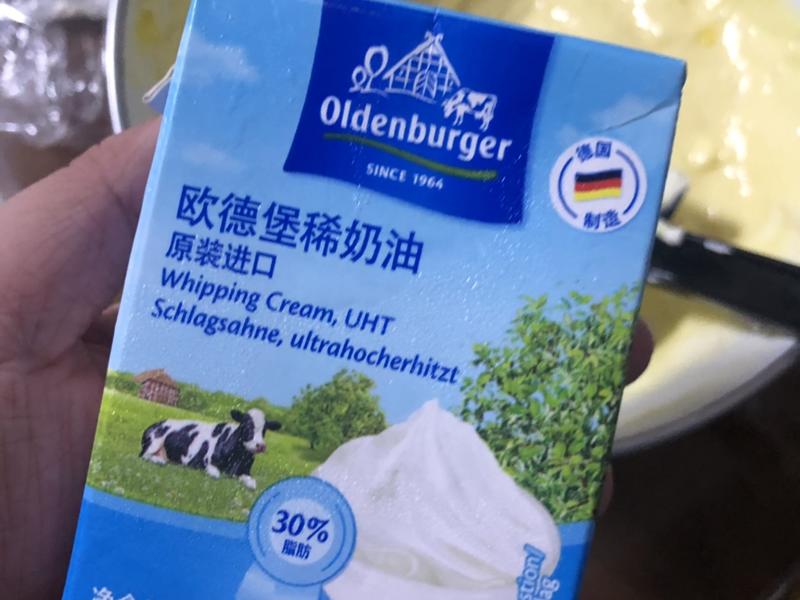 Oldenburger
SINCE 1964
德国
制造
欧德堡稀奶油
原装进口
Whipping Cream, UHT
Schlagsahne, ultrahocherhitzt
30%
脂肪